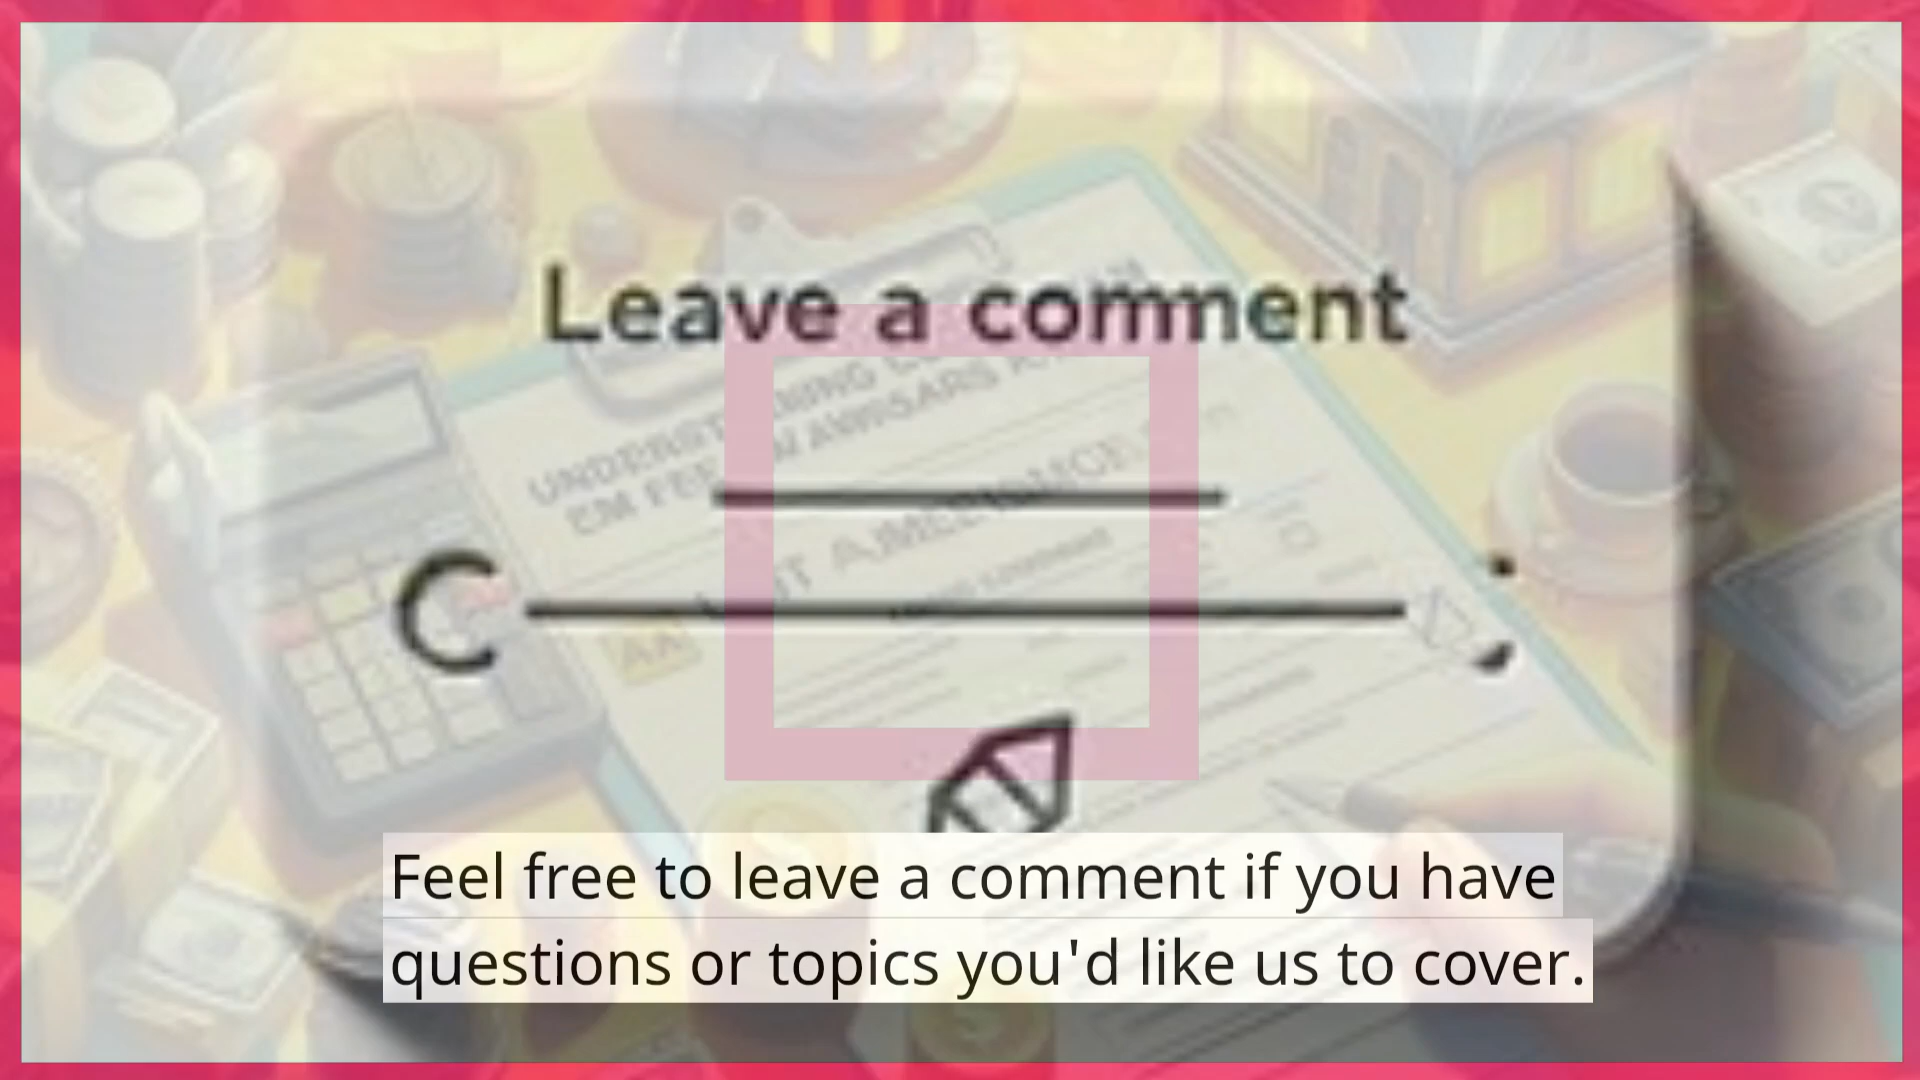 Leave a comment
Feel free to leave a comment if you have
questions or topics you'd like us to cover.